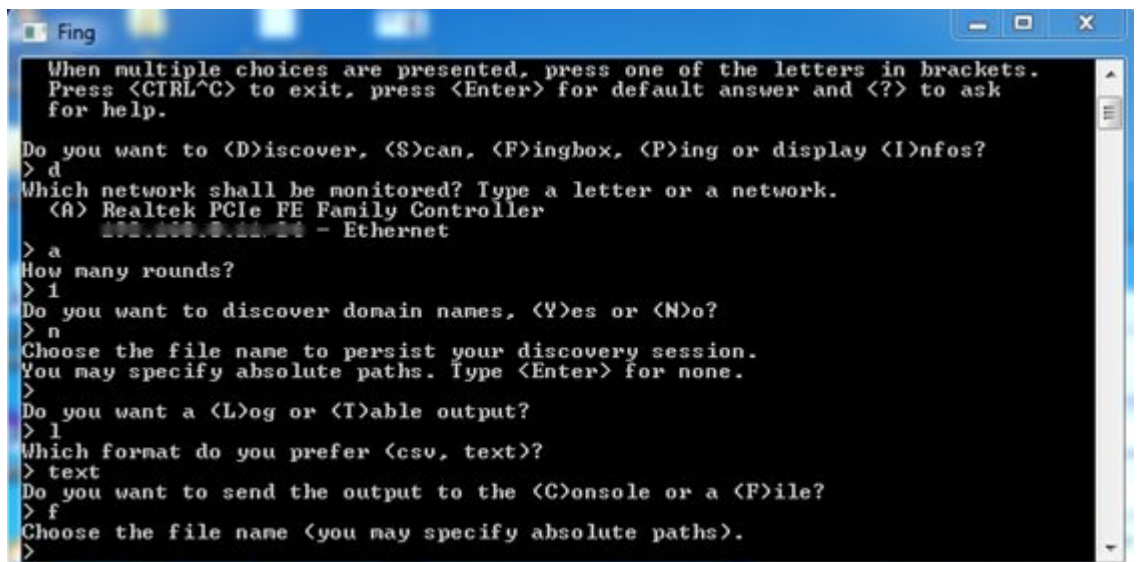 Fing
When multiple choices are presented, press one of the letters in brackets.
Press <CTRL^C> to exit, press <Enter> for default answer and <?> to ask
for help.
Do you want to (D)iscover, (S)can, (F)ingbox, (P)ing or display (I)nfos?
> d
Which network shall be monitored? Type a letter or a network.
(A) Realtek PCIe FE Family Controller
- Ethernet
> a
How many rounds?
> 1
Do you want to discover domain names, (Y)es or (N)o?
> n
Choose the file name to persist your discovery session.
You may specify absolute paths. Type <Enter> for none.
>
Do you want a (L)og or (T)able output?
> l
Which format do you prefer (csv, text)?
> text
Do you want to send the output to the (C)onsole or a (F)ile?
> f
Choose the file name (you may specify absolute paths).
>